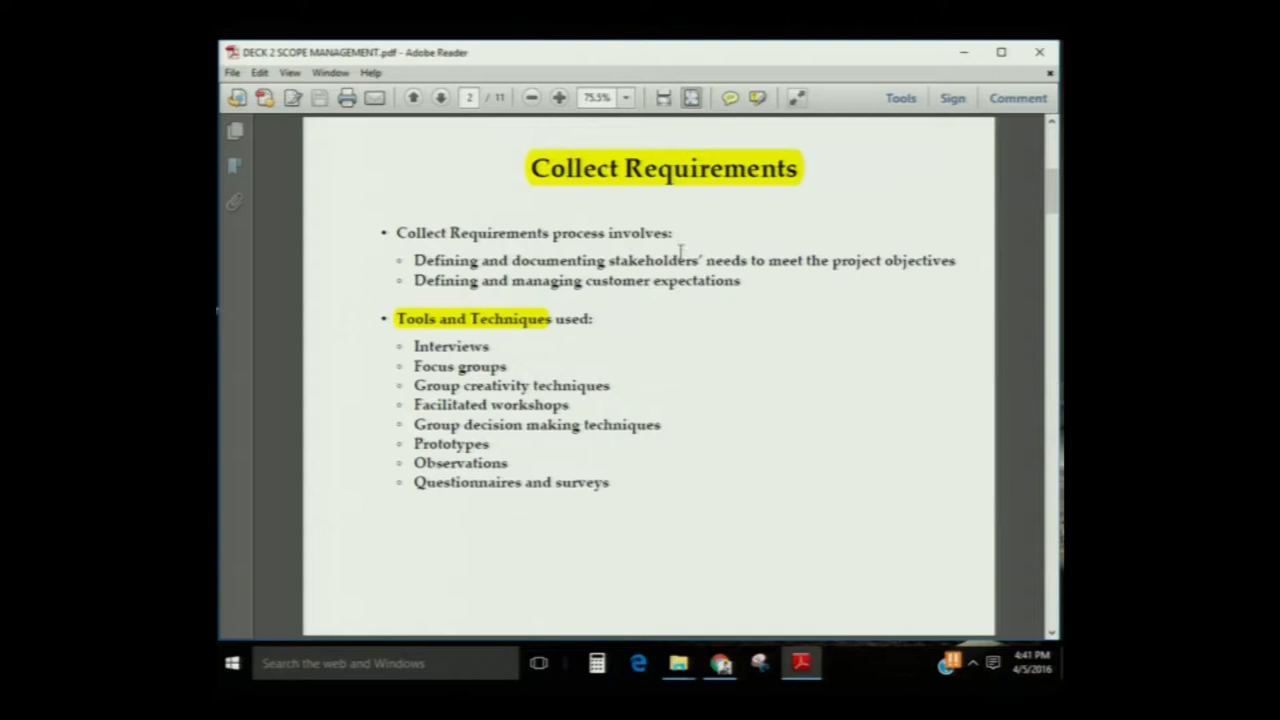 DECK 2 SCOPE MANAGEMENT.pdf - Adobe Reader
File Edit View Window Help
2 / 11 75.5% Tools Sign Comment
Collect Requirements
• Collect Requirements process involves:
◦ Defining and documenting stakeholders' needs to meet the project objectives
◦ Defining and managing customer expectations
• Tools and Techniques used:
◦ Interviews
◦ Focus groups
◦ Group creativity techniques
◦ Facilitated workshops
◦ Group decision making techniques
◦ Prototypes
◦ Observations
◦ Questionnaires and surveys
Search the web and Windows
4:41 PM
4/5/2016